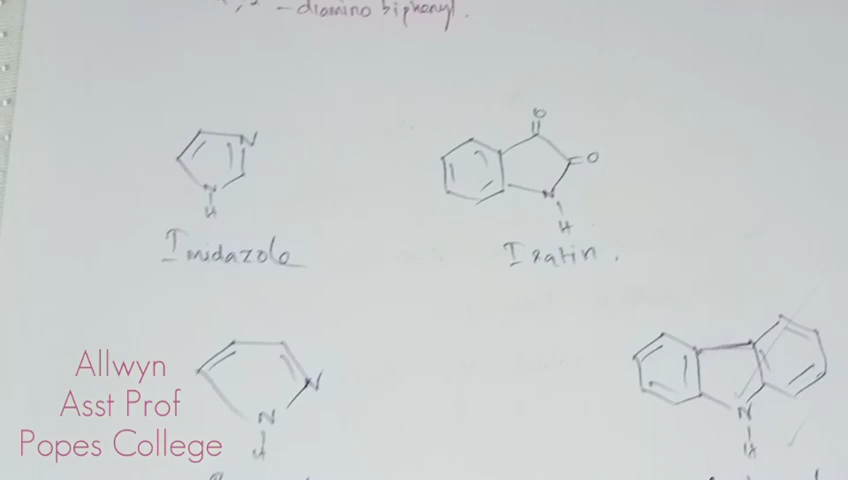 - diamino biphenyl.
N
N
H
Imidazole
O
O
N
H
Isatin.
N
N
H
N
H
Allwyn
Asst Prof
Popes College